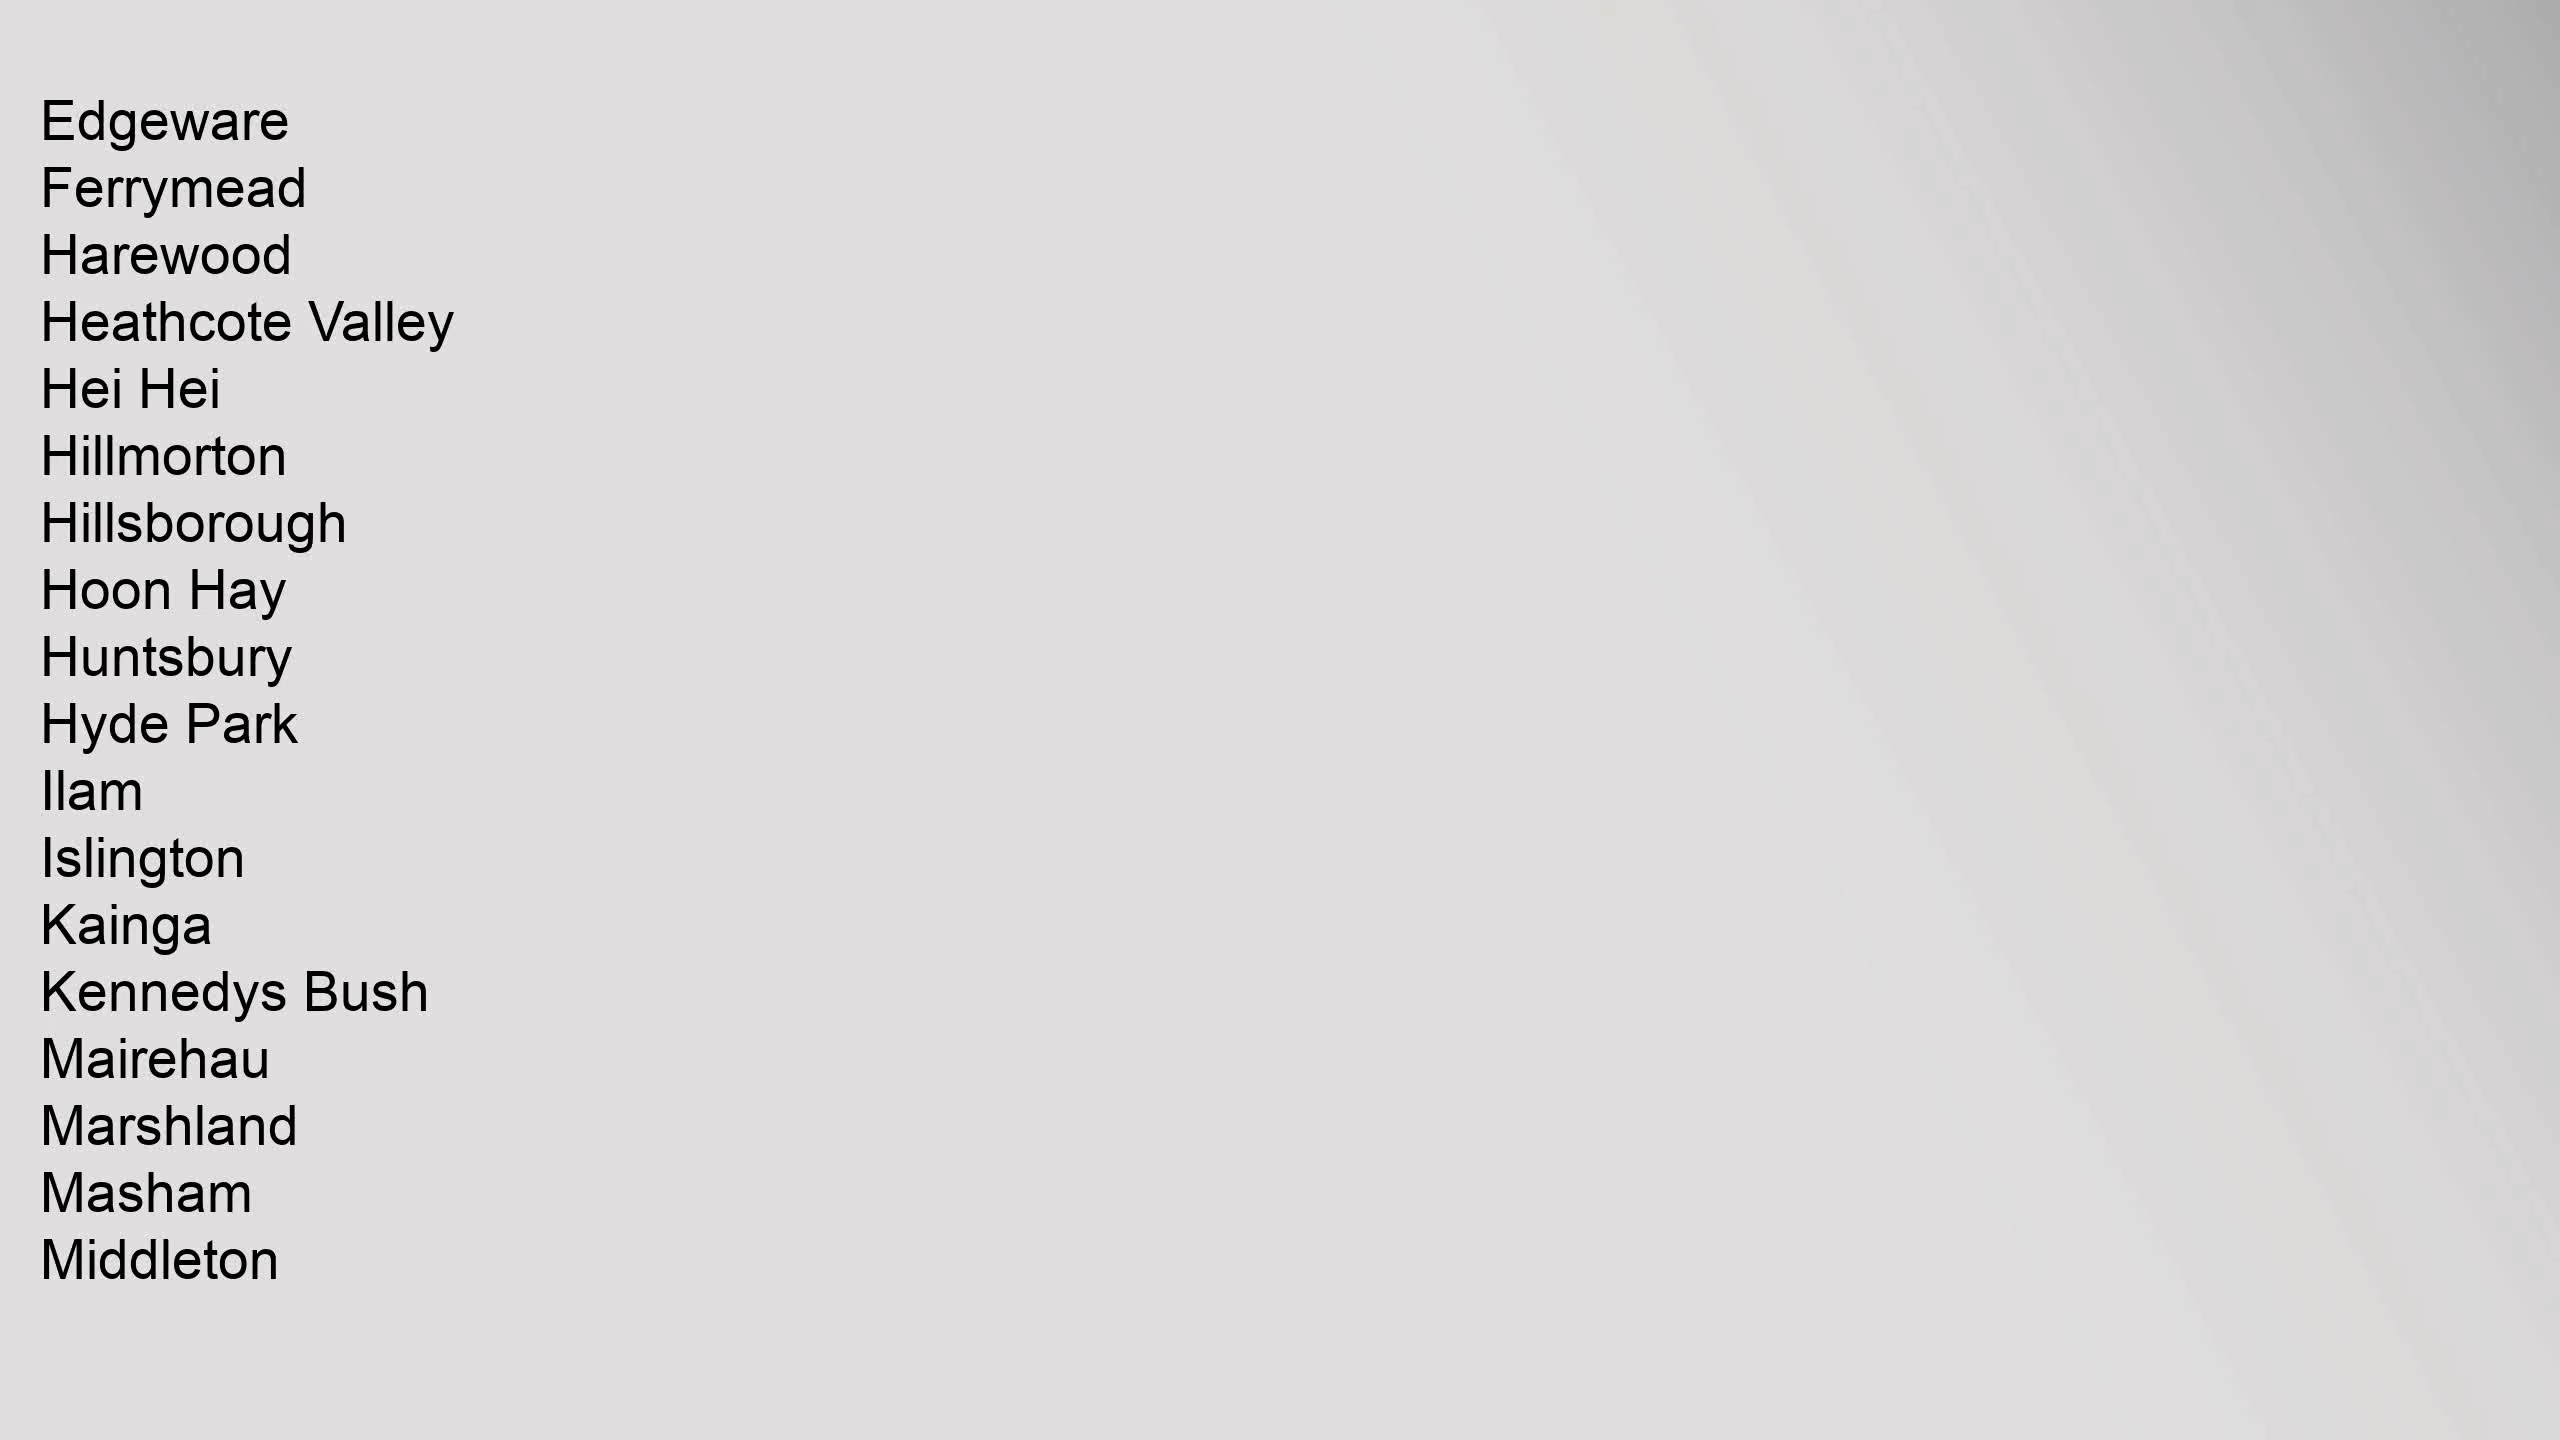 Edgeware
Ferrymead
Harewood
Heathcote Valley
Hei Hei
Hillmorton
Hillsborough
Hoon Hay
Huntsbury
Hyde Park
Ilam
Islington
Kainga
Kennedys Bush
Mairehau
Marshland
Masham
Middleton